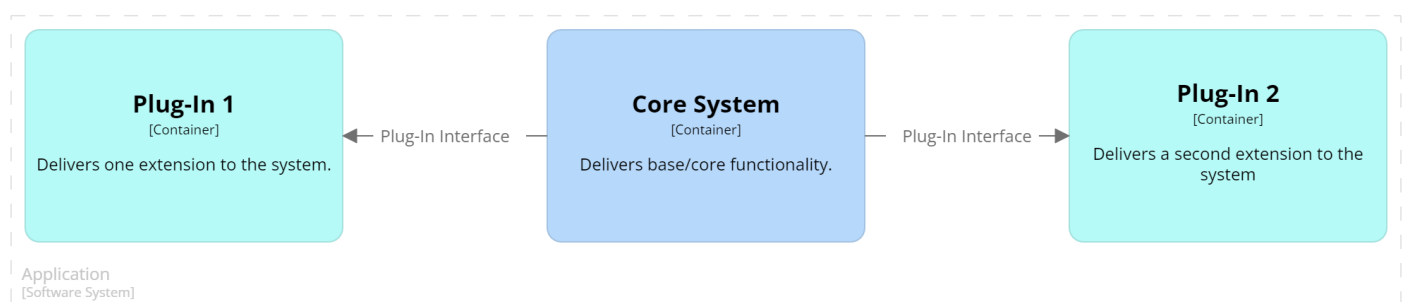 Plug-In 1
[Container]
Delivers one extension to the system.
Plug-In Interface
Core System
[Container]
Delivers base/core functionality.
Plug-In Interface
Plug-In 2
[Container]
Delivers a second extension to the
system
Application
[Software System]